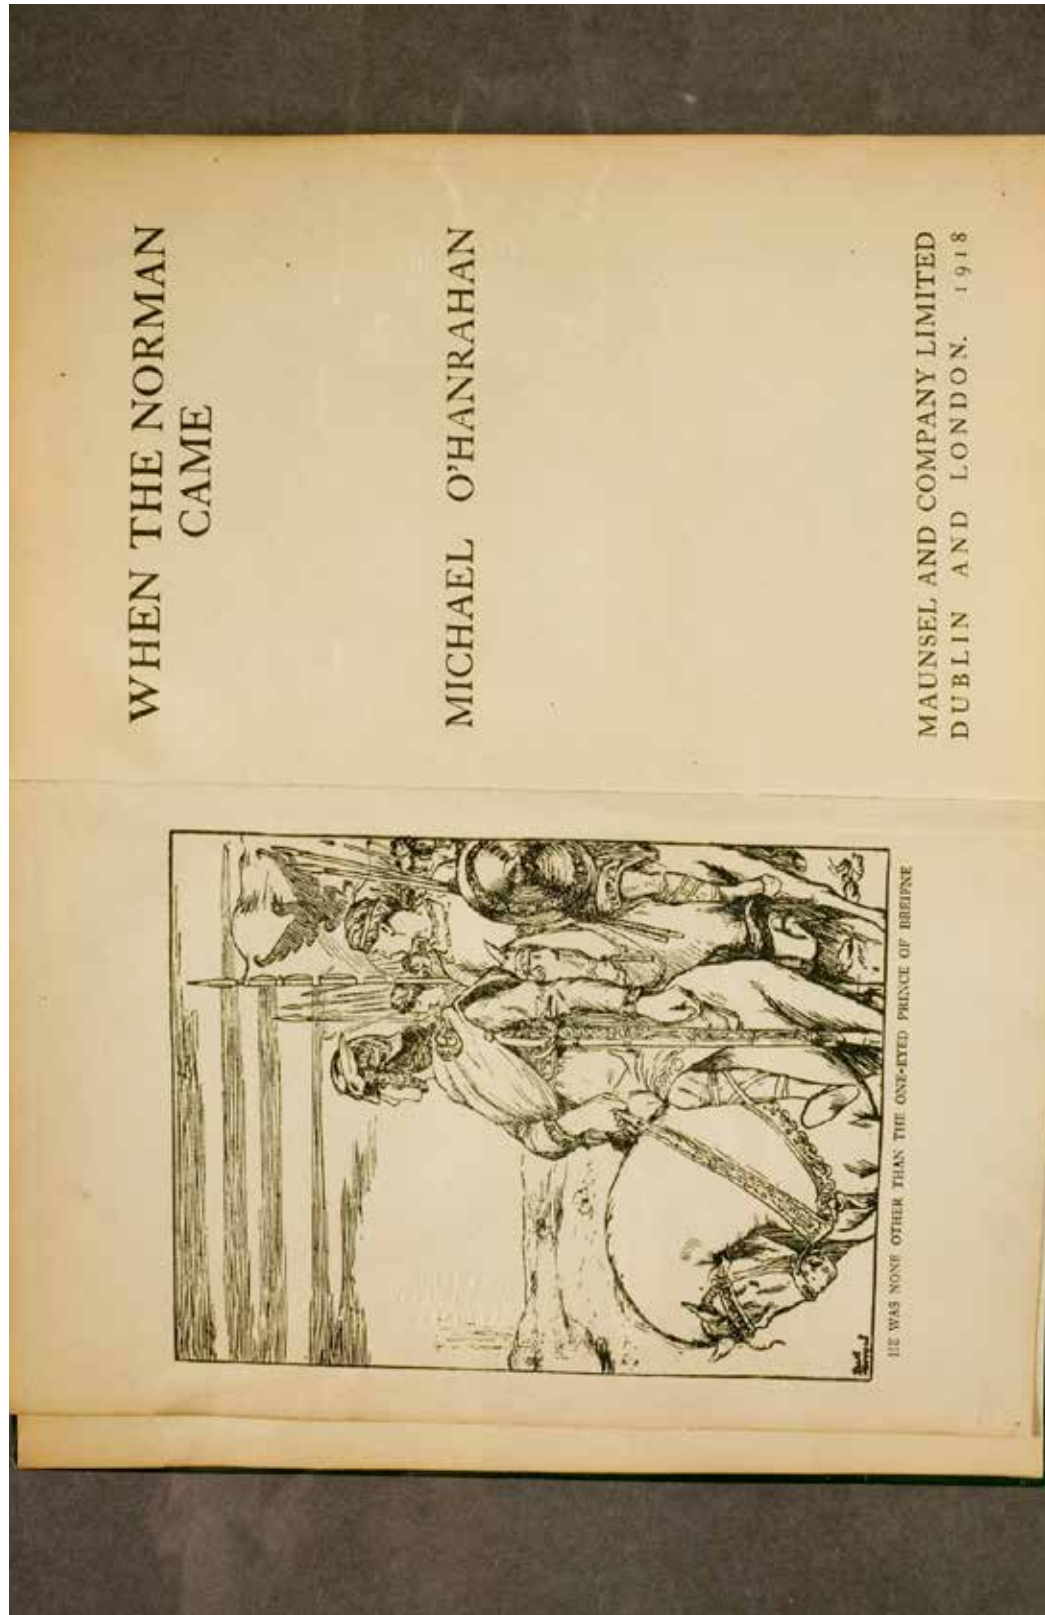 HE WAS NONE OTHER THAN THE ONE-EYED PRINCE OF BREIFNE
WHEN THE NORMAN
CAME
MICHAEL O'HANRAHAN
MAUNSEL AND COMPANY LIMITED
DUBLIN AND LONDON. 1918